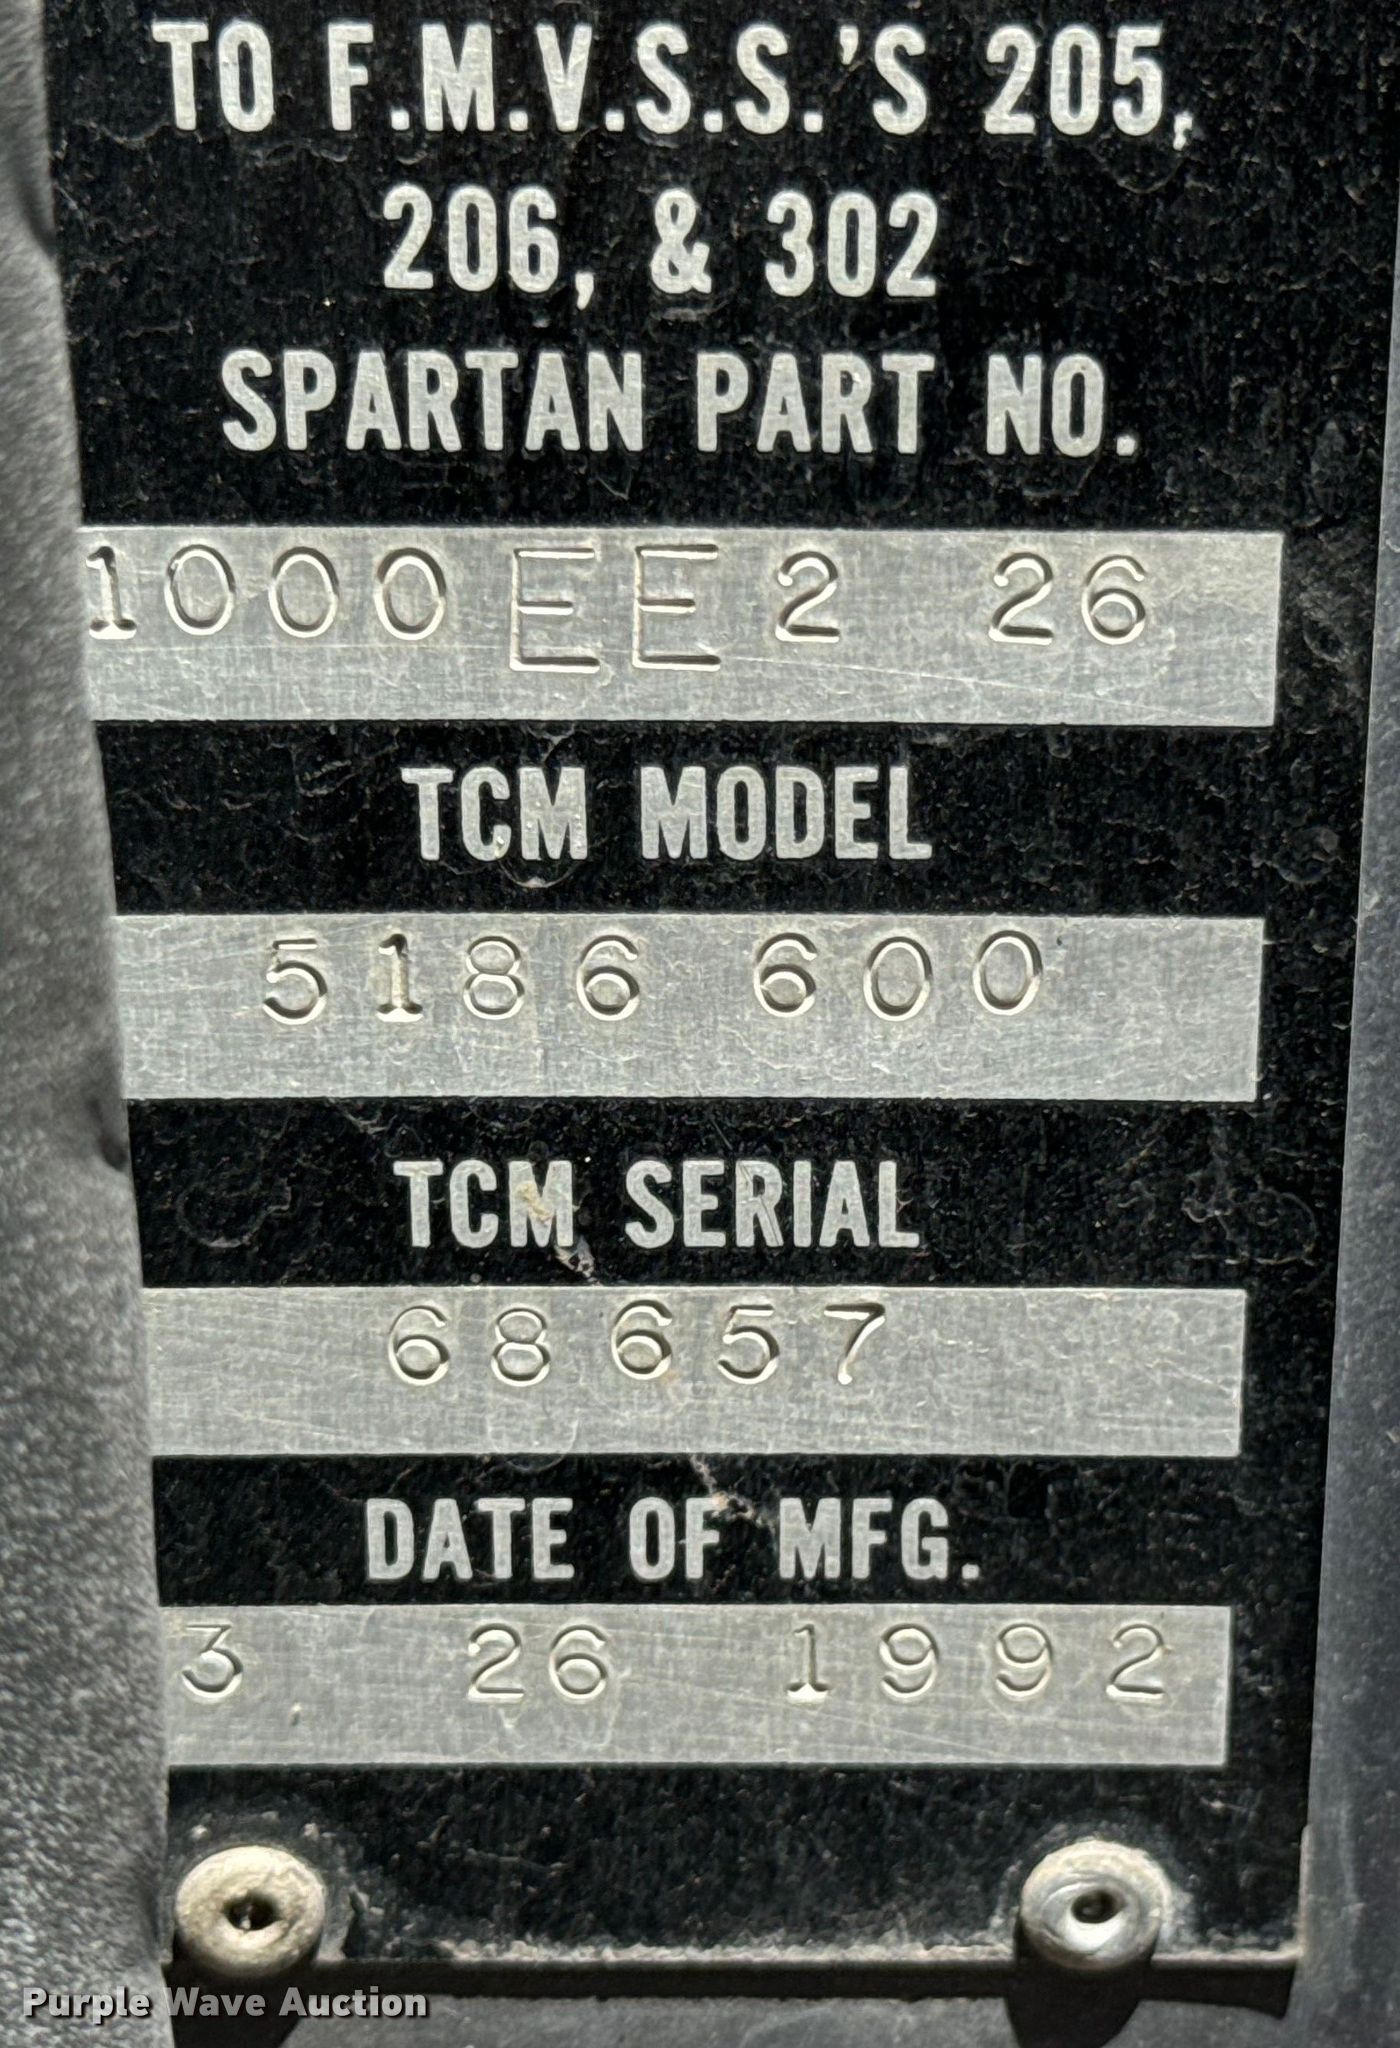 TO F.M.V.S.S.'S 205,
206, & 302
SPARTAN PART NO.
1000 EE 2 26
TCM MODEL
5186 600
TCM SERIAL
68657
DATE OF MFG.
3 26 1992
Purple Wave Auction